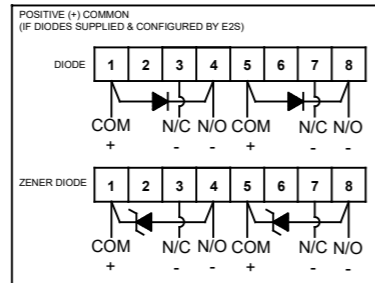 POSITIVE (+) COMMON
(IF DIODES SUPPLIED & CONFIGURED BY E2S)
DIODE 1 2 3 4 5 6 7 8
COM N/C N/O COM N/C N/O
+ - - + - -
ZENER DIODE 1 2 3 4 5 6 7 8
COM N/C N/O COM N/C N/O
+ - - + - -